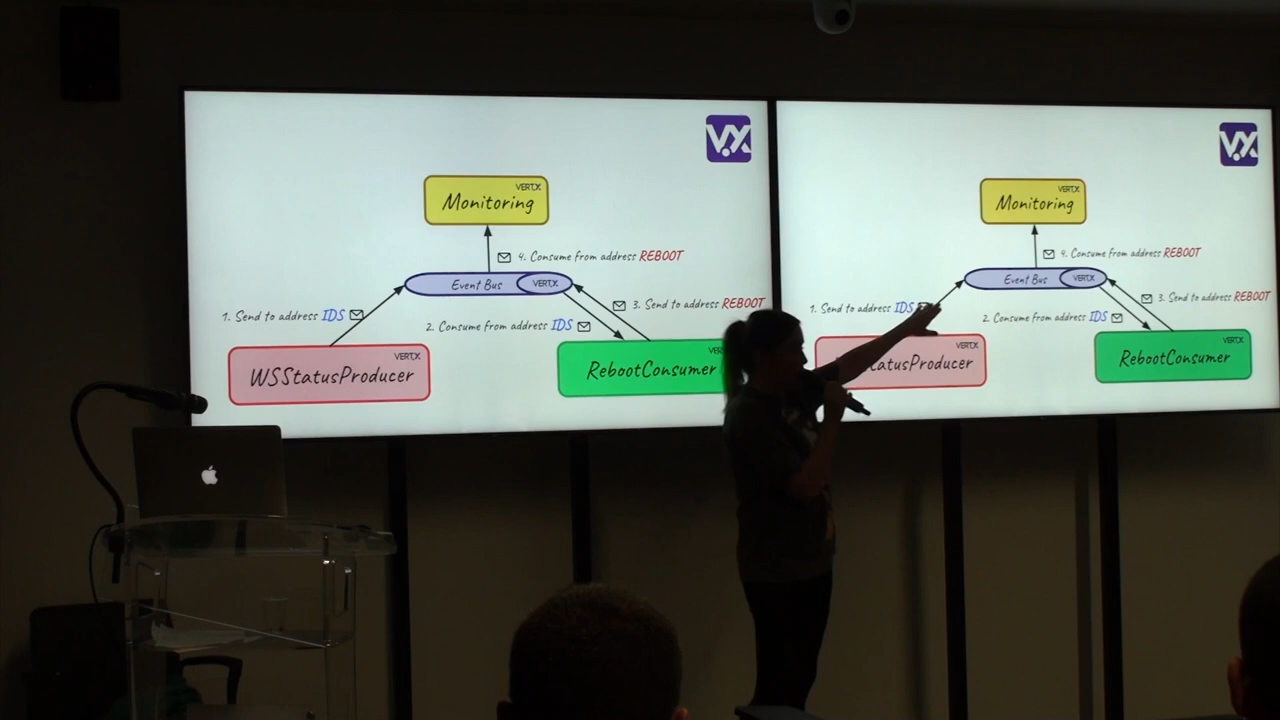 V.X
VERT.X
Monitoring
4. Consume from address REBOOT
Event Bus
VERT.X
1. Send to address IDS
3. Send to address REBOOT
2. Consume from address IDS
VERT.X
WSStatusProducer
RebootConsumer
V.X
VERT.X
Monitoring
4. Consume from address REBOOT
Event Bus
VERT.X
1. Send to address IDS
3. Send to address REBOOT
2. Consume from address IDS
VERT.X
VERT.X
RebootConsumer